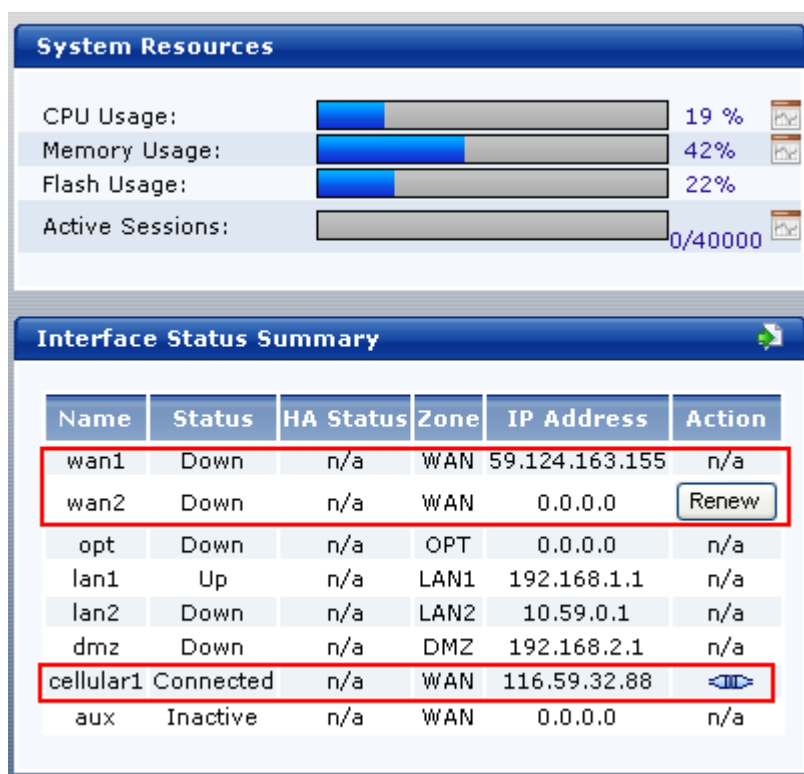 System Resources
CPU Usage: 19 %
Memory Usage: 42%
Flash Usage: 22%
Active Sessions: 0/40000
Interface Status Summary
Name Status HA Status Zone IP Address Action
wan1 Down n/a WAN 59.124.163.155 n/a
wan2 Down n/a WAN 0.0.0.0 Renew
opt Down n/a OPT 0.0.0.0 n/a
lan1 Up n/a LAN1 192.168.1.1 n/a
lan2 Down n/a LAN2 10.59.0.1 n/a
dmz Down n/a DMZ 192.168.2.1 n/a
cellular1 Connected n/a WAN 116.59.32.88
aux Inactive n/a WAN 0.0.0.0 n/a